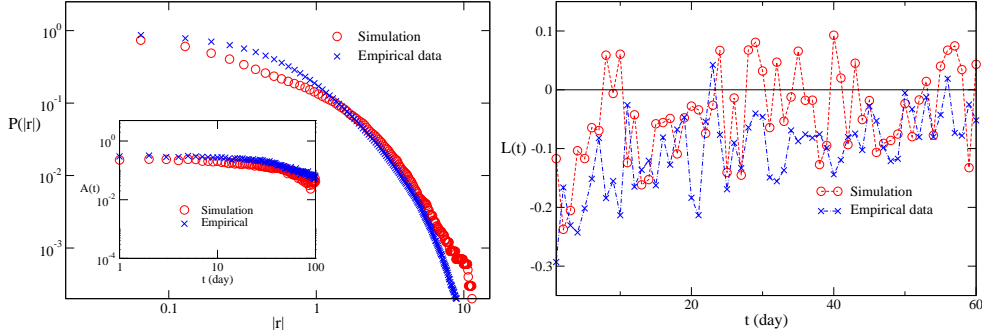 10^0
10^-1
10^-2
10^-3
P(|r|)
Simulation
Empirical data
10^0
10^-2
10^-4
A(t)
Simulation
Empirical
1
10
100
t (day)
0.1
1
10
|r|
0.1
0
-0.1
-0.2
-0.3
L(t)
Simulation
Empirical data
20
40
60
t (day)